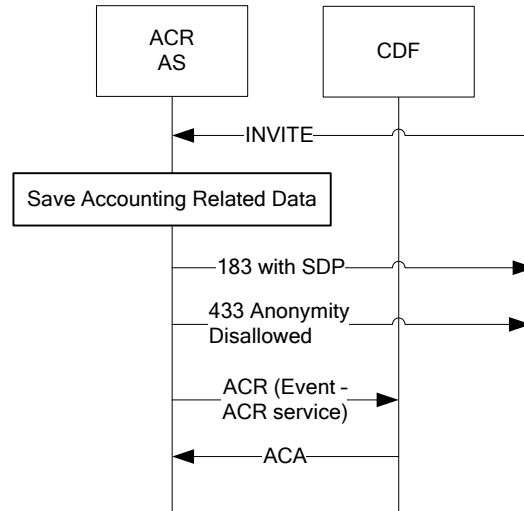 ACR
AS
CDF
INVITE
Save Accounting Related Data
183 with SDP
433 Anonymity
Disallowed
ACR (Event -
ACR service)
ACA